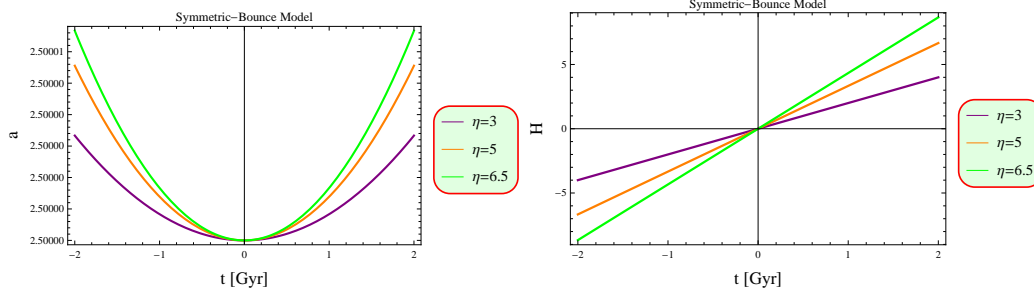 Symmetric-Bounce Model
a
2.50001
2.50000
2.50000
2.50000
2.50000
2.50000
2.50000
-2
-1
0
1
2
t [Gyr]
η=3
η=5
η=6.5
Symmetric-Bounce Model
H
5
0
-5
-2
-1
0
1
2
t [Gyr]
η=3
η=5
η=6.5